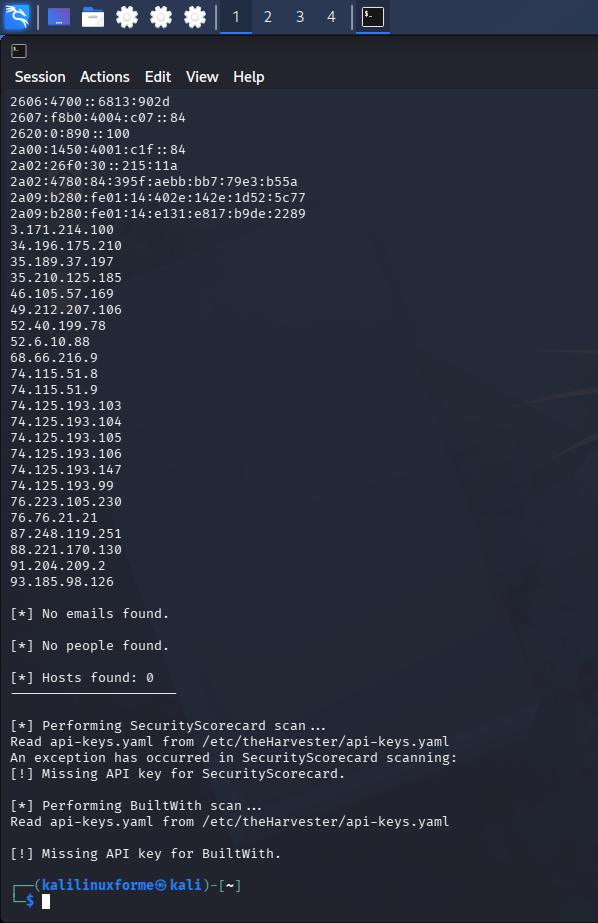 1 2 3 4
Session Actions Edit View Help
2606:4700::6813:902d
2607:f8b0:4004:c07::84
2620:0:890::100
2a00:1450:4001:c1f::84
2a02:26f0:30::215:11a
2a02:4780:84:395f:aebb:bb7:79e3:b55a
2a09:b280:fe01:14:402e:142e:1d52:5c77
2a09:b280:fe01:14:e131:e817:b9de:2289
3.171.214.100
34.196.175.210
35.189.37.197
35.210.125.185
46.105.57.169
49.212.207.106
52.40.199.78
52.6.10.88
68.66.216.9
74.115.51.8
74.115.51.9
74.125.193.103
74.125.193.104
74.125.193.105
74.125.193.106
74.125.193.147
74.125.193.99
76.223.105.230
76.76.21.21
87.248.119.251
88.221.170.130
91.204.209.2
93.185.98.126
[*] No emails found.
[*] No people found.
[*] Hosts found: 0
---------------------
[*] Performing SecurityScorecard scan...
Read api-keys.yaml from /etc/theHarvester/api-keys.yaml
An exception has occurred in SecurityScorecard scanning:
[!] Missing API key for SecurityScorecard.
[*] Performing BuiltWith scan...
Read api-keys.yaml from /etc/theHarvester/api-keys.yaml
[!] Missing API key for BuiltWith.
┌──(kalilinuxforme㉿kali)-[~]
└─$